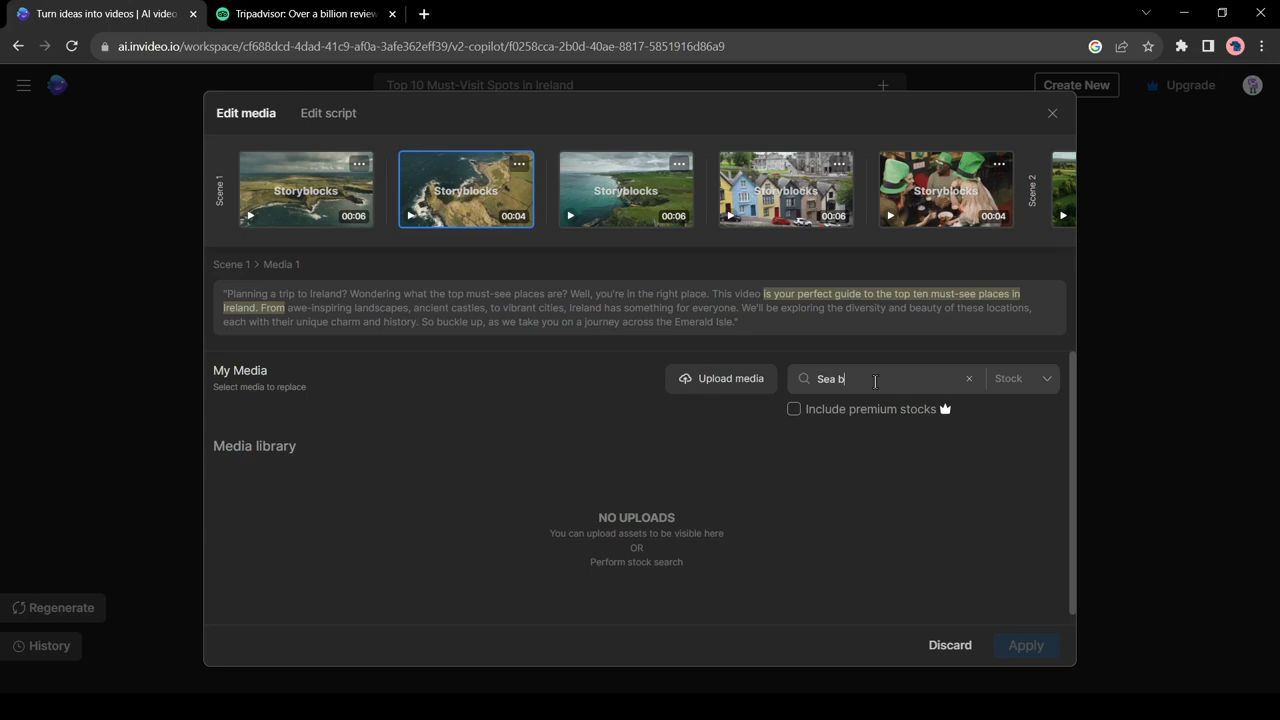 Turn ideas into videos | AI video
Tripadvisor: Over a billion review
ai.invideo.io/workspace/cf688dcd-4dad-41c9-af0a-3afe362eff39/v2-copilot/f0258cca-2b0d-40ae-8817-5851916d86a9
Top 10 Must-Visit Spots in Ireland
Create New
Upgrade
Edit media
Edit script
Scene 1
Storyblocks
00:06
Storyblocks
00:04
Storyblocks
00:06
Storyblocks
00:06
Storyblocks
00:04
Scene 2
Scene 1 > Media 1
"Planning a trip to Ireland? Wondering what the top must-see places are? Well, you're in the right place. This video is your perfect guide to the top ten must-see places in
Ireland. From awe-inspiring landscapes, ancient castles, to vibrant cities, Ireland has something for everyone. We'll be exploring the diversity and beauty of these locations,
each with their unique charm and history. So buckle up, as we take you on a journey across the Emerald Isle."
My Media
Select media to replace
Upload media
Sea b
Stock
Include premium stocks
Media library
NO UPLOADS
You can upload assets to be visible here
OR
Perform stock search
Regenerate
History
Discard
Apply